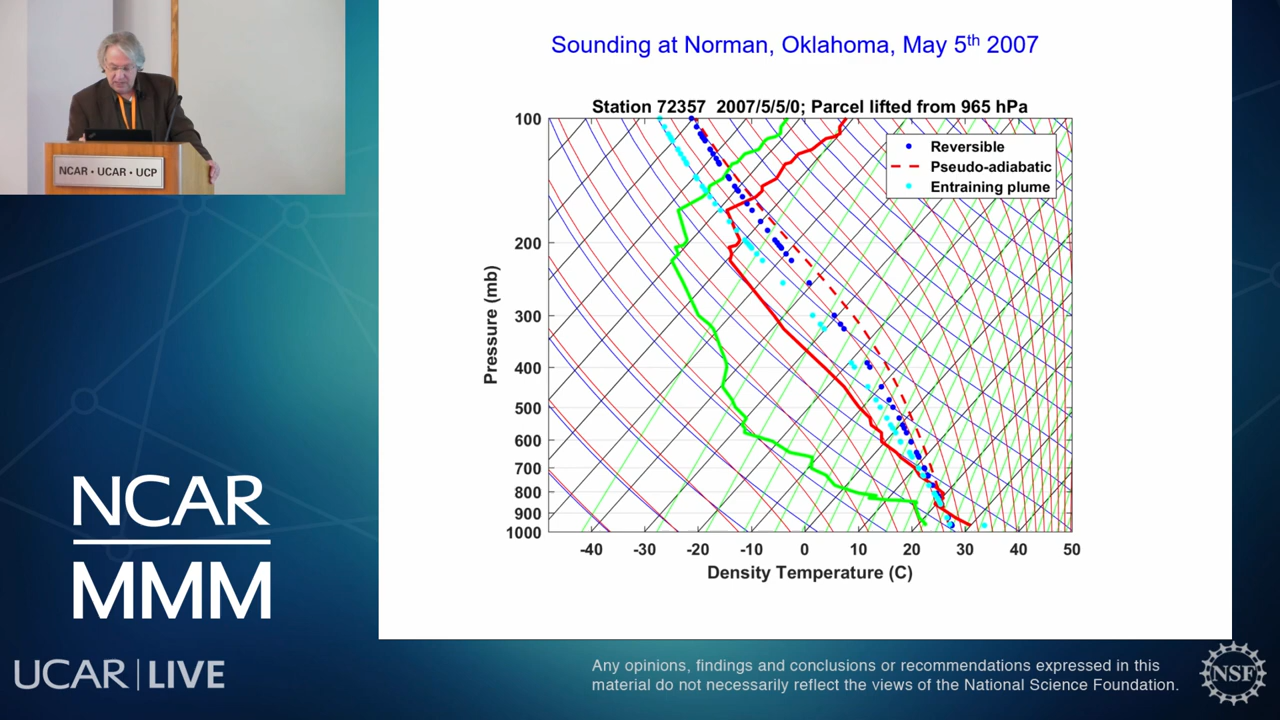 NCAR • UCAR • UCP
Sounding at Norman, Oklahoma, May 5th 2007
Station 72357 2007/5/5/0; Parcel lifted from 965 hPa
Reversible
Pseudo-adiabatic
Entraining plume
Pressure (mb)
100
200
300
400
500
600
700
800
900
1000
-40 -30 -20 -10 0 10 20 30 40 50
Density Temperature (C)
NCAR
MMM
UCAR | LIVE
Any opinions, findings and conclusions or recommendations expressed in this
material do not necessarily reflect the views of the National Science Foundation.
NSF